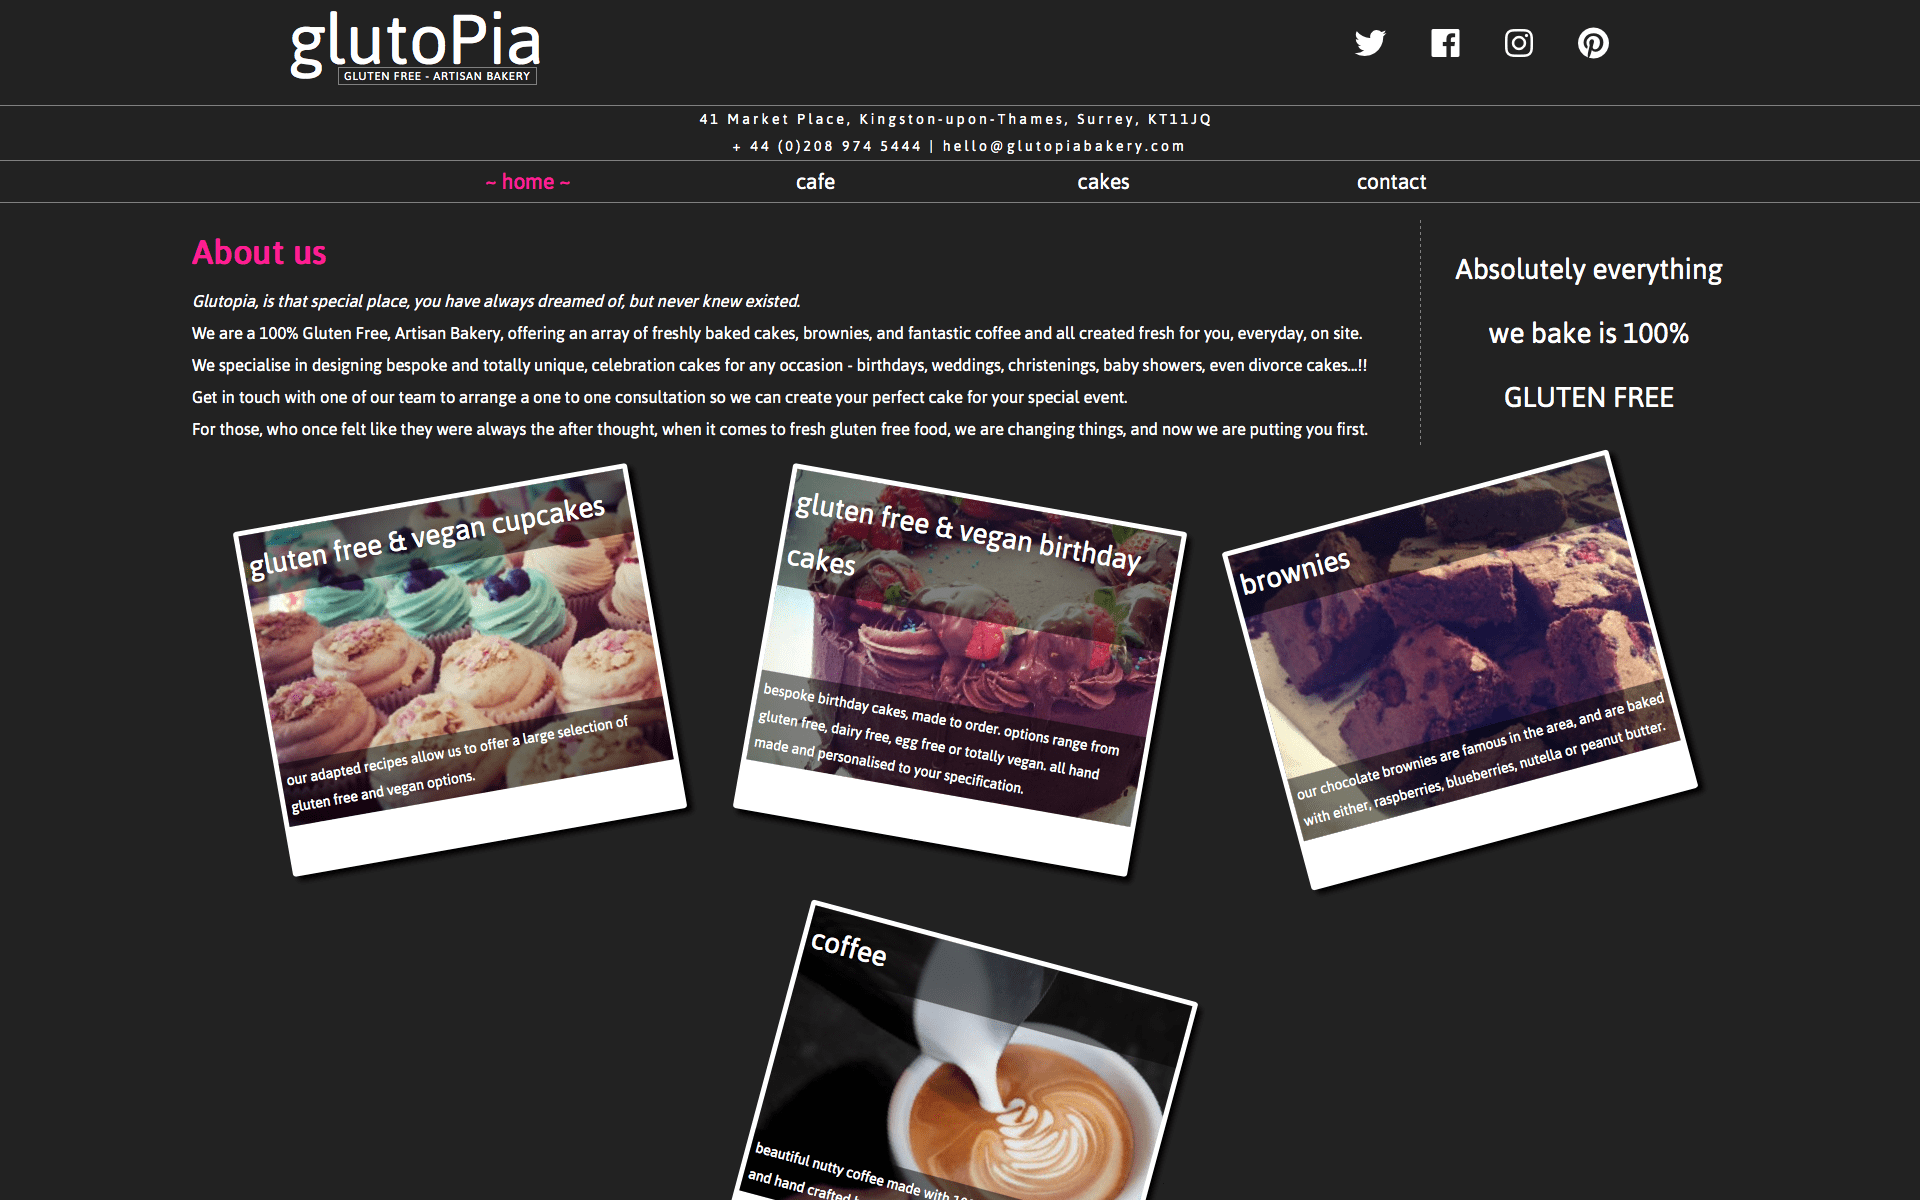 glutoPia
GLUTEN FREE - ARTISAN BAKERY
41 Market Place, Kingston-upon-Thames, Surrey, KT11JQ
+ 44 (0)208 974 5444 | hello@glutopiabakery.com
~ home ~
cafe
cakes
contact
About us
Glutopia, is that special place, you have always dreamed of, but never knew existed.
We are a 100% Gluten Free, Artisan Bakery, offering an array of freshly baked cakes, brownies, and fantastic coffee and all created fresh for you, everyday, on site.
We specialise in designing bespoke and totally unique, celebration cakes for any occasion - birthdays, weddings, christenings, baby showers, even divorce cakes...!!
Get in touch with one of our team to arrange a one to one consultation so we can create your perfect cake for your special event.
For those, who once felt like they were always the after thought, when it comes to fresh gluten free food, we are changing things, and now we are putting you first.
Absolutely everything
we bake is 100%
GLUTEN FREE
gluten free & vegan cupcakes
our adapted recipes allow us to offer a large selection of
gluten free and vegan options.
gluten free & vegan birthday
cakes
bespoke birthday cakes, made to order. options range from
gluten free, dairy free, egg free or totally vegan. all hand
made and personalised to your specification.
brownies
our chocolate brownies are famous in the area, and are baked
with either, raspberries, blueberries, nutella or peanut butter.
coffee
beautiful nutty coffee made with
and hand crafted